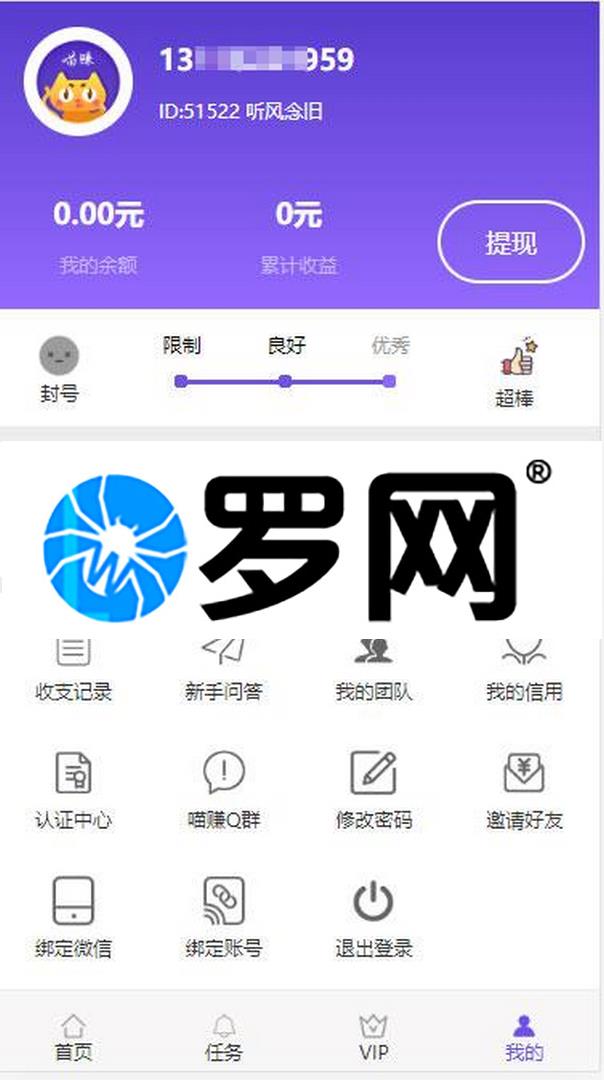 喵赚
13 959
ID:51522 听风念旧
0.00元 0元 提现
我的余额 累计收益
限制 良好 优秀
封号 超棒
罗网®
收支记录 新手问答 我的团队 我的信用
认证中心 喵赚Q群 修改密码 邀请好友
绑定微信 绑定账号 退出登录
首页 任务 VIP 我的